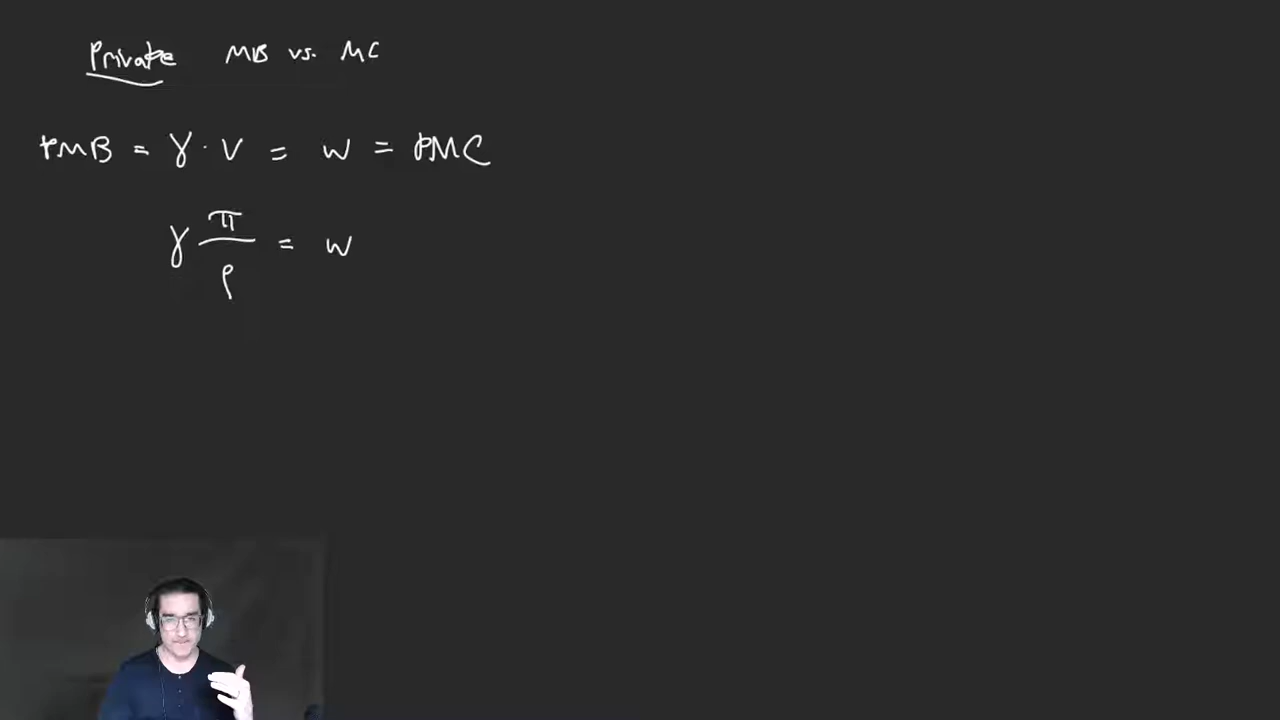 Private MB vs. MC
PMB = γ · V = w = PMC
γ π/ρ = w